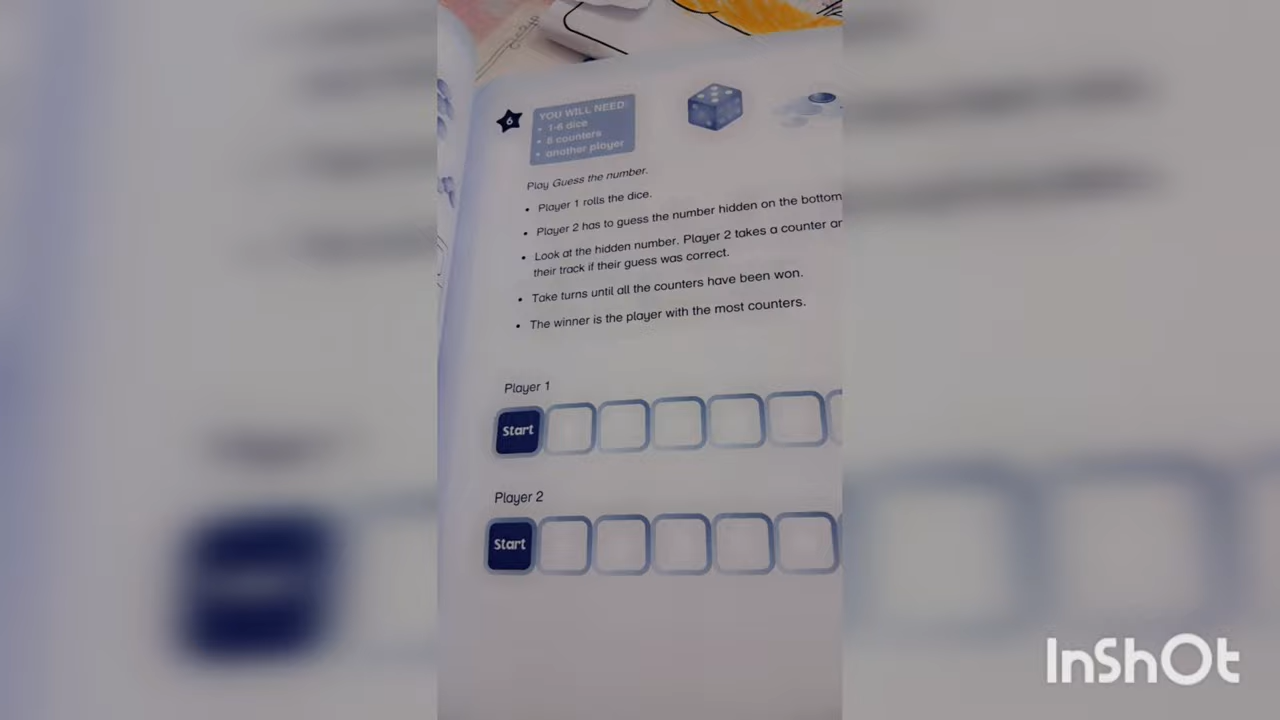 6
YOU WILL NEED:
• 1–6 dice
• counters
• another player
Play Guess the number.
• Player 1 rolls the dice.
• Player 2 has to guess the number hidden on the bottom
• Look at the hidden number. Player 2 takes a counter
their track if their guess was correct.
• Take turns until all the counters have been won.
• The winner is the player with the most counters.
Player 1
Start
Player 2
Start
InShOt